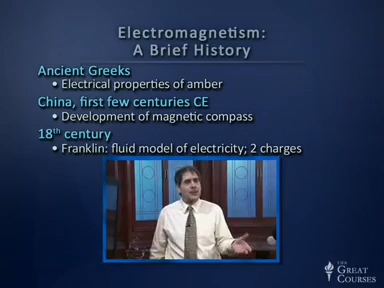 Electromagnetism:
A Brief History
Ancient Greeks
• Electrical properties of amber
China, first few centuries CE
• Development of magnetic compass
18th century
• Franklin: fluid model of electricity; 2 charges
THE
GREAT
COURSES